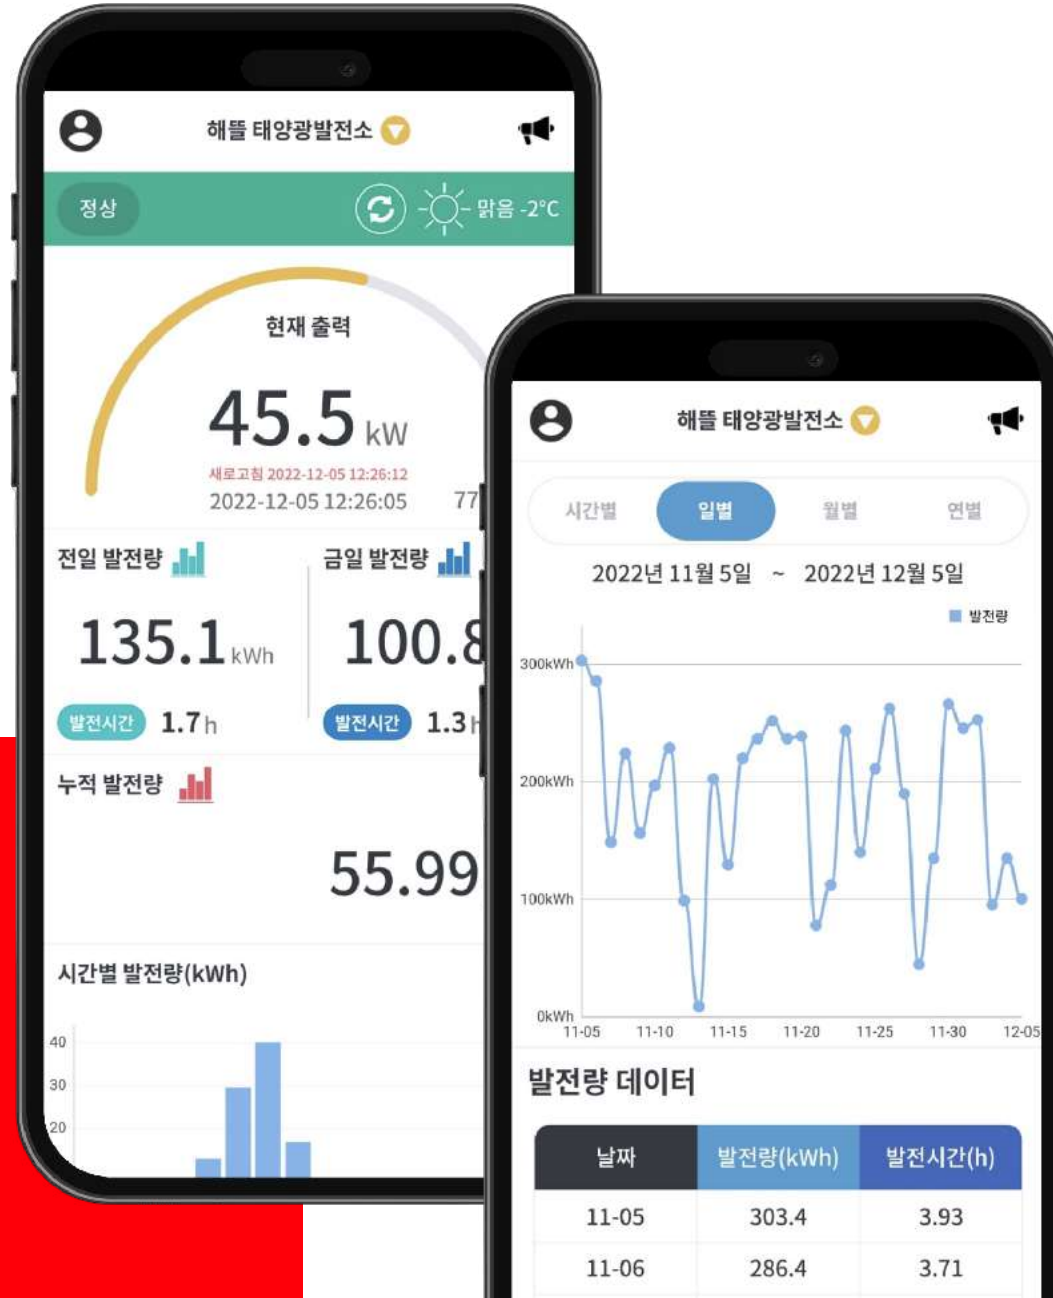 해뜰 태양광발전소
정상
맑음 -2°C
현재 출력
45.5 kW
새로고침 2022-12-05 12:26:12
2022-12-05 12:26:05 77
전일 발전량
금일 발전량
135.1 kWh
100.8
발전시간 1.7 h
발전시간 1.3 h
누적 발전량
55.99
시간별 발전량(kWh)
40
30
20
해뜰 태양광발전소
시간별 일별 월별 연별
2022년 11월 5일 ~ 2022년 12월 5일
발전량
300kWh
200kWh
100kWh
0kWh
11-05 11-10 11-15 11-20 11-25 11-30 12-05
발전량 데이터
날짜 발전량(kWh) 발전시간(h)
11-05 303.4 3.93
11-06 286.4 3.71